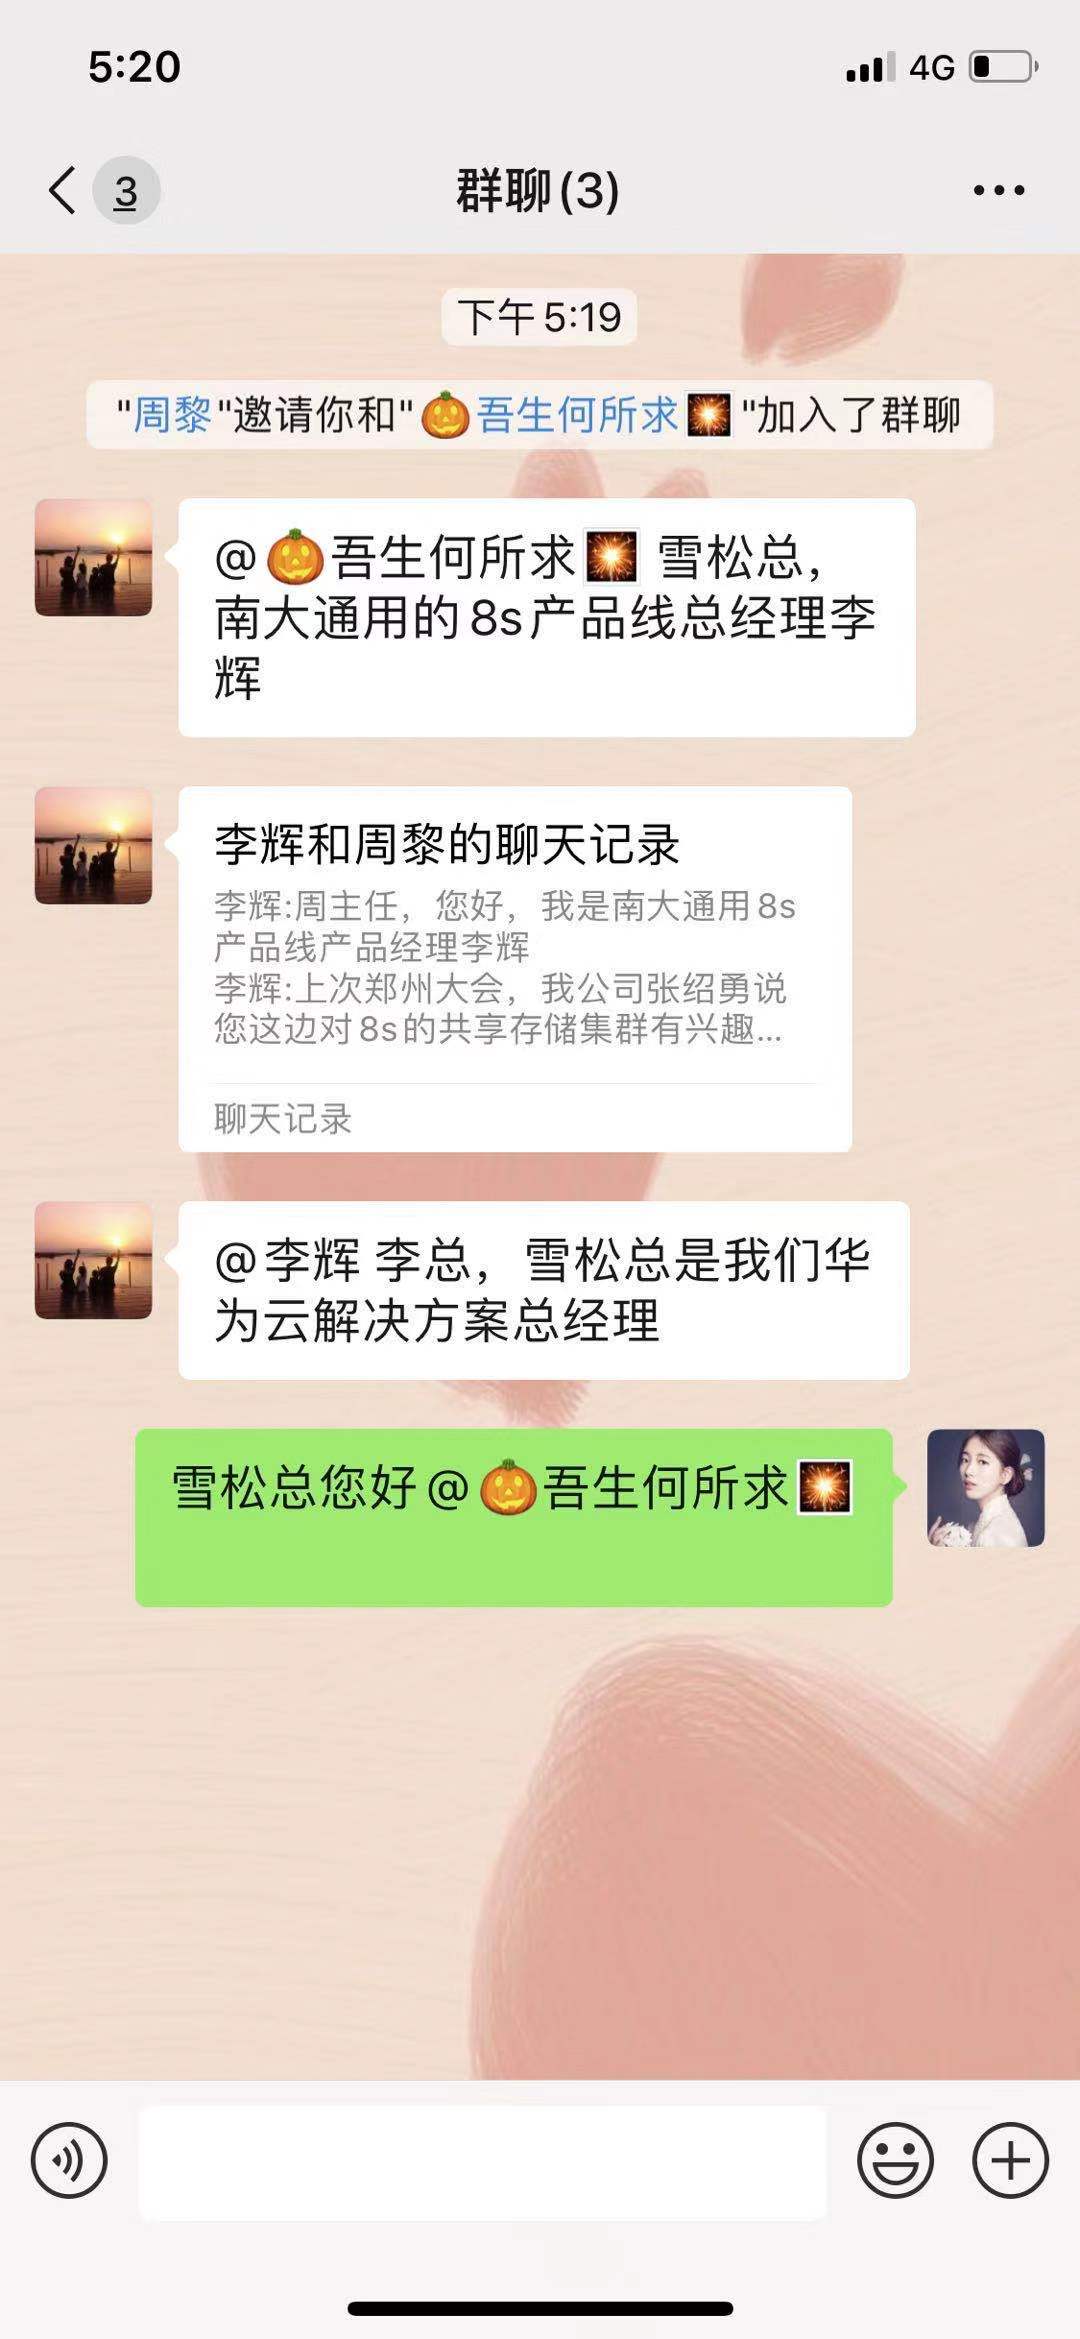 5:20
4G
3
群聊(3)
下午5:19
"周黎"邀请你和"🎃吾生何所求🎇"加入了群聊
@🎃吾生何所求🎇 雪松总，
南大通用的8s产品线总经理李
辉
李辉和周黎的聊天记录
李辉:周主任，您好，我是南大通用8s
产品线产品经理李辉
李辉:上次郑州大会，我公司张绍勇说
您这边对8s的共享存储集群有兴趣...
聊天记录
@李辉 李总，雪松总是我们华
为云解决方案总经理
雪松总您好@🎃吾生何所求🎇